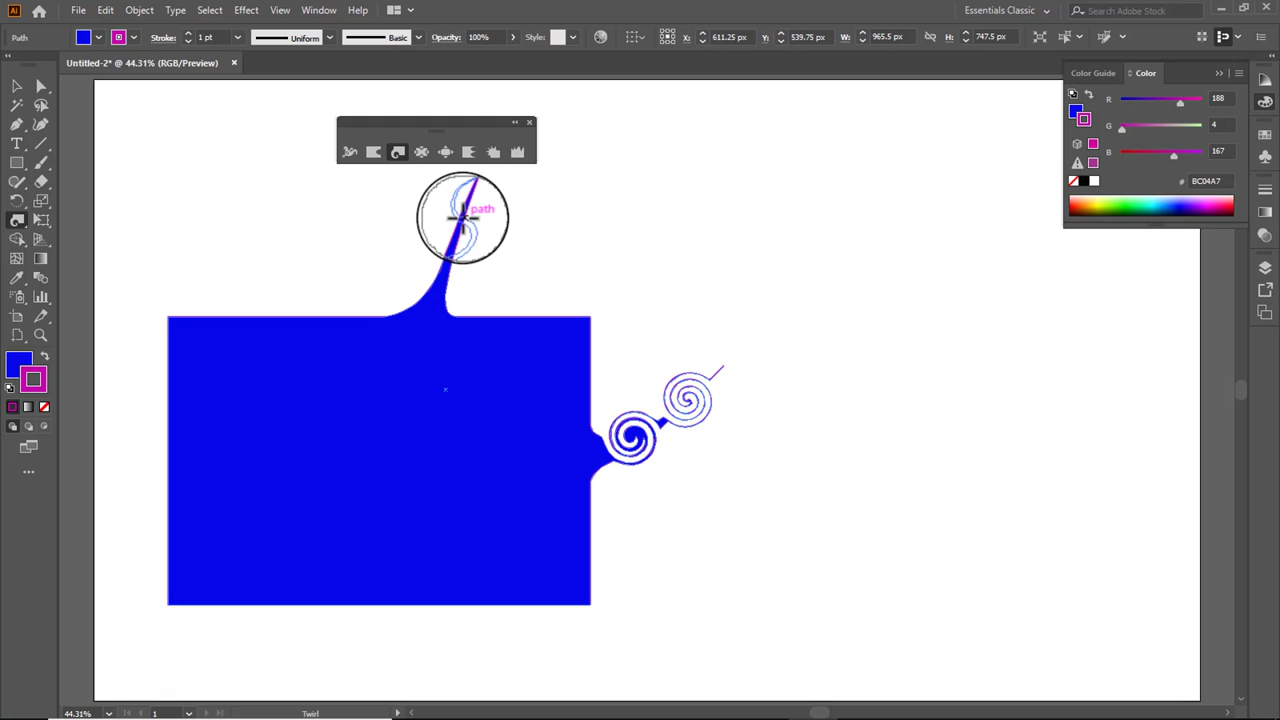 Ai File Edit Object Type Select Effect View Window Help Essentials Classic Search Adobe Stock
Path Stroke: 1 pt Uniform Basic Opacity: 100% Style: X: 611.25 px Y: 539.75 px W: 965.5 px H: 747.5 px
Untitled-2* @ 44.31% (RGB/Preview)
Color Guide Color
R 188
G 4
B 167
# BC04A7
path
44.31% 1 Twirl